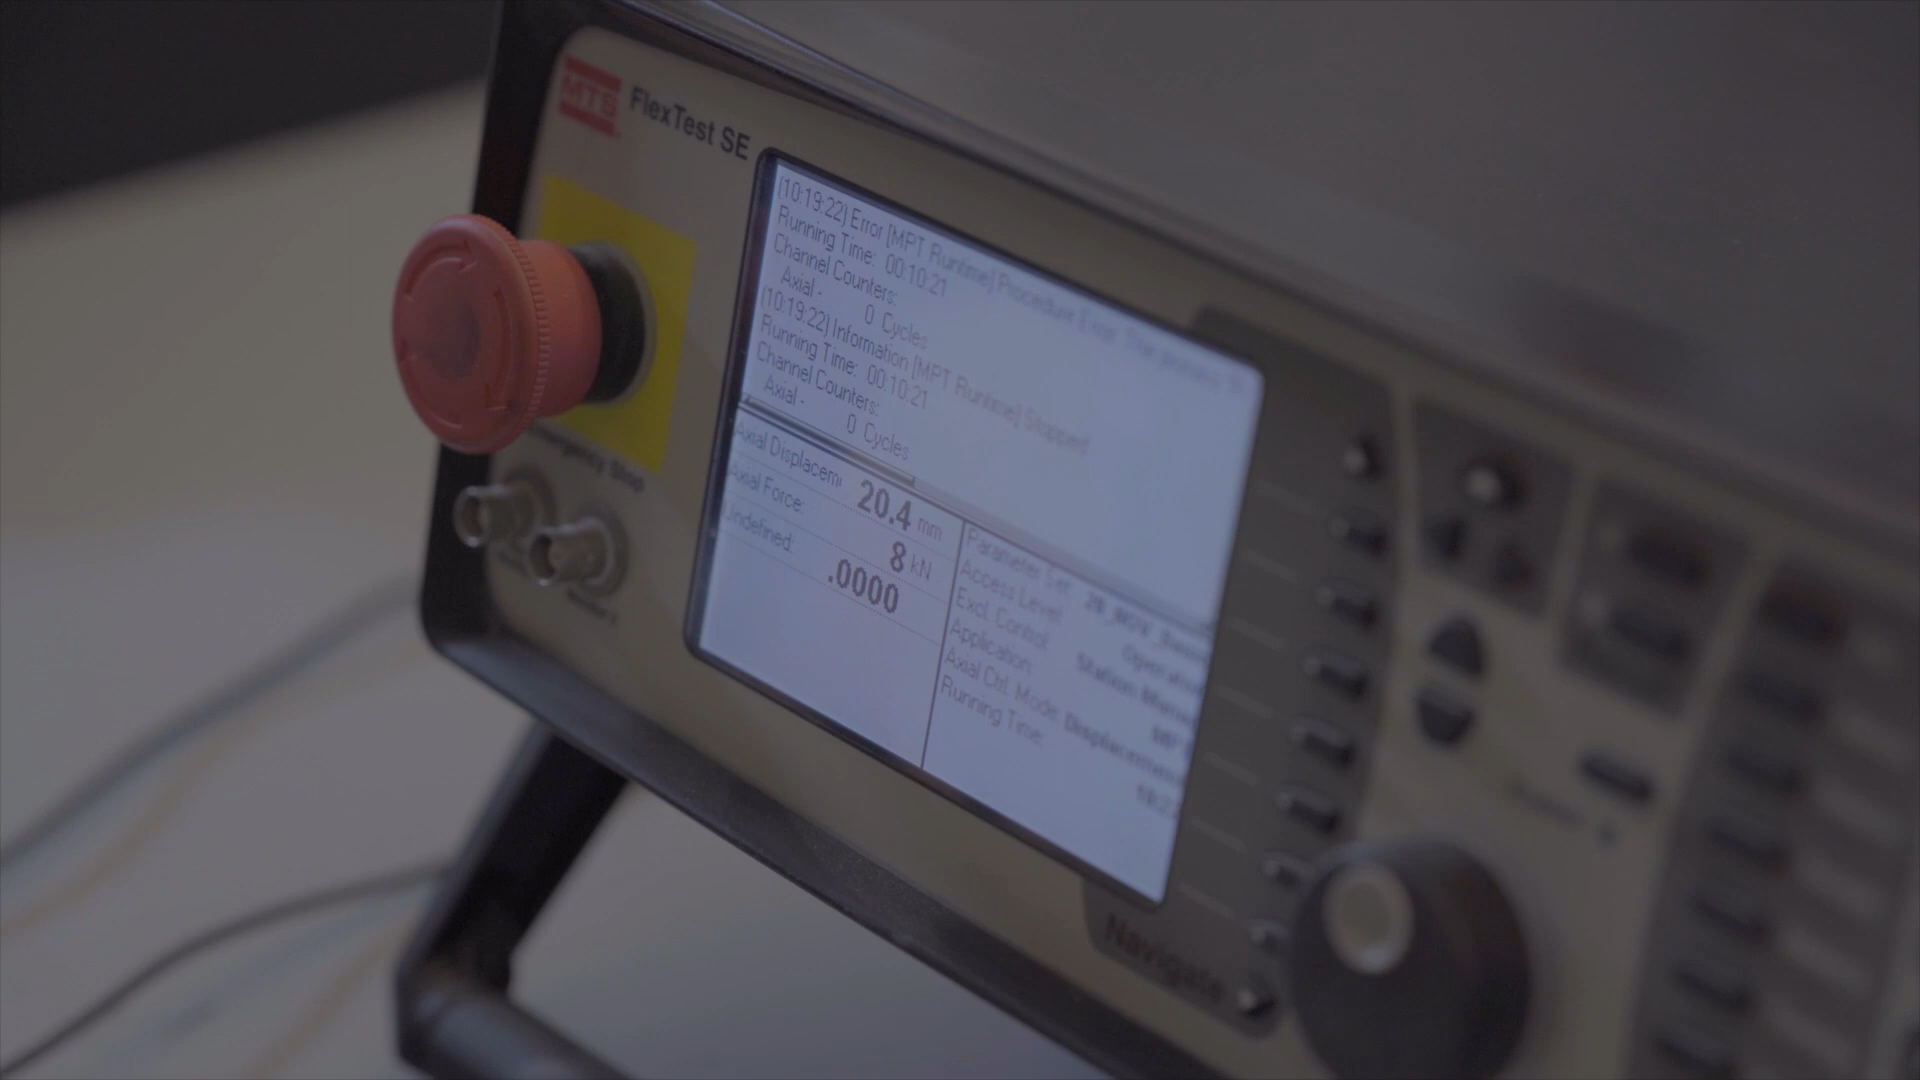 MTS
FlexTest SE
(10:19:22) Error [MPT Runtime] Procedure Error
Running Time: 00:10:21
Channel Counters:
Axial - 0 Cycles
(10:19:22) Information [MPT Runtime] Stopped
Running Time: 00:10:21
Channel Counters:
Axial - 0 Cycles
Axial Displacem 20.4 mm
Axial Force: 8 kN
Undefined: .0000
Parameter Set
Access Level:
Excl. Control:
Application: Station
Axial Ctrl. Mode: Displacement
Running Time:
Emergency Stop
Navigate